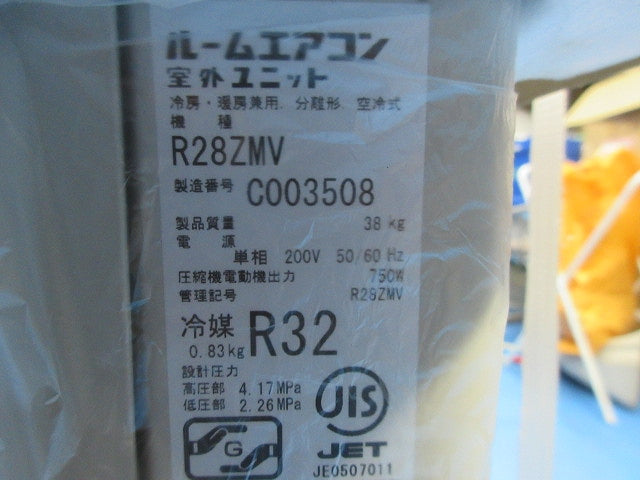 ルームエアコン
室外ユニット
冷房・暖房兼用. 分離形. 空冷式
機 種
R28ZMV
製造番号 C003508
製品質量 38 kg
電 源
単相 200V 50/60 Hz
圧縮機電動機出力 750W
管理記号 R28ZMV
冷媒 R32
0.83kg
設計圧力
高圧部 4.17MPa
低圧部 2.26MPa
JIS
G
JET
JE0507011